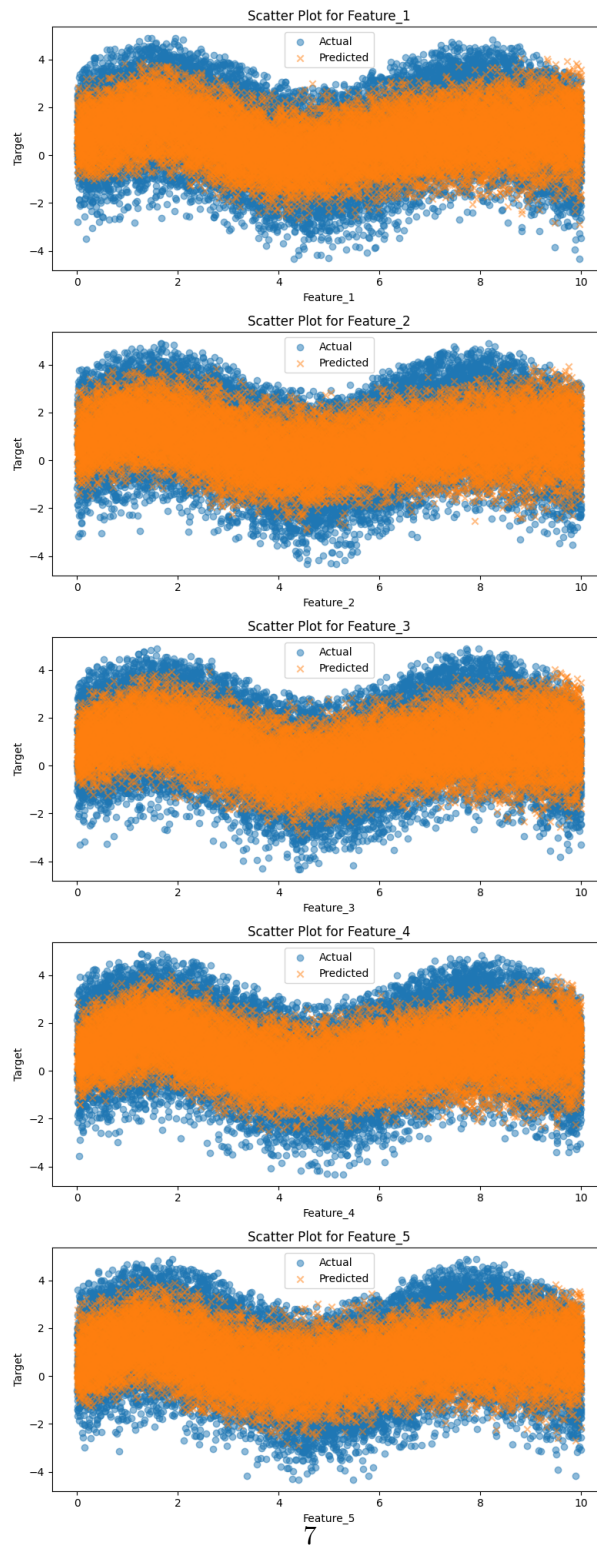 Scatter Plot for Feature_1
Actual
Predicted
4
2
0
−2
−4
Target
0 2 4 6 8 10
Feature_1
Scatter Plot for Feature_2
Actual
Predicted
4
2
0
−2
−4
Target
0 2 4 6 8 10
Feature_2
Scatter Plot for Feature_3
Actual
Predicted
4
2
0
−2
−4
Target
0 2 4 6 8 10
Feature_3
Scatter Plot for Feature_4
Actual
Predicted
4
2
0
−2
−4
Target
0 2 4 6 8 10
Feature_4
Scatter Plot for Feature_5
Actual
Predicted
4
2
0
−2
−4
Target
0 2 4 6 8 10
Feature_5
7